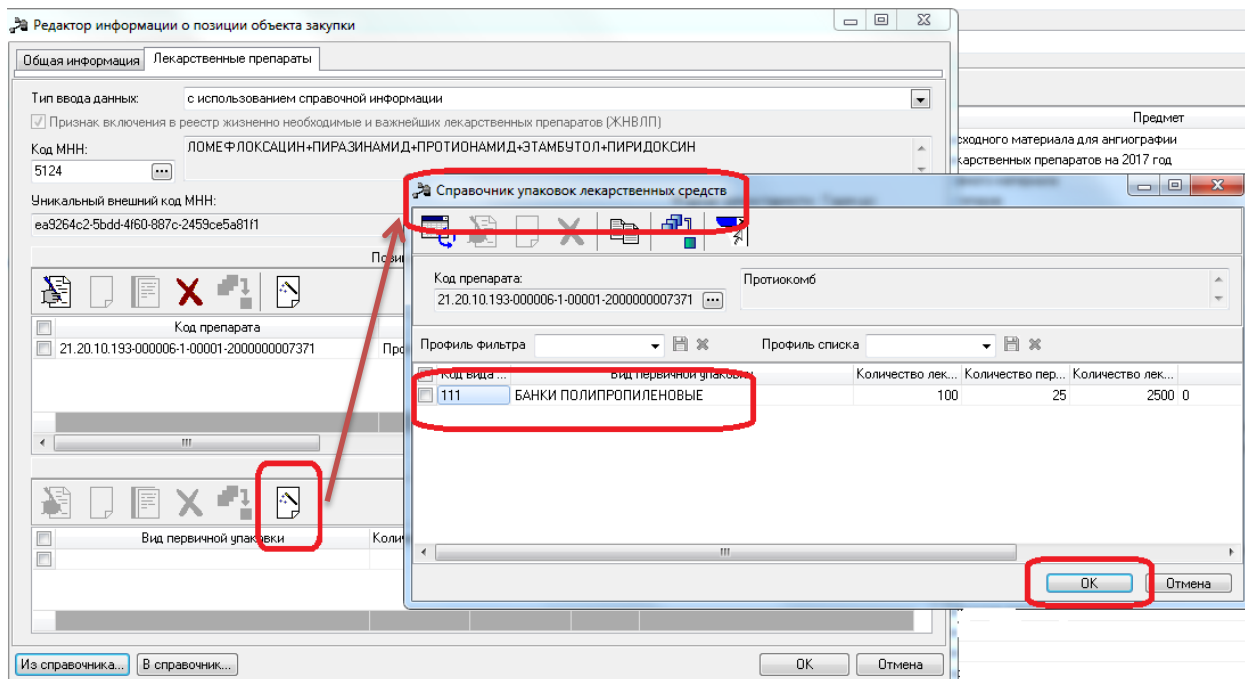 Редактор информации о позиции объекта закупки
Общая информация
Лекарственные препараты
Тип ввода данных:
с использованием справочной информации
Признак включения в реестр жизненно необходимые и важнейших лекарственных препаратов (ЖНВЛП)
Код МНН:
ЛОМЕФЛОКСАЦИН+ПИРАЗИНАМИД+ПРОТИОНАМИД+ЭТАМБУТОЛ+ПИРИДОКСИН
5124
Уникальный внешний код МНН:
ea9264c2-5bdd-4f60-887c-2459ce5a81f1
Код препарата
21.20.10.193-000006-1-00001-2000000007371
Вид первичной упаковки
Из справочника...
В справочник...
OK
Отмена
Предмет
сходного материала для ангиографии
карственных препаратов на 2017 год
Справочник упаковок лекарственных средств
Код препарата:
21.20.10.193-000006-1-00001-2000000007371
Протиокомб
Профиль фильтра
Профиль списка
Код вида ...
Вид первичной упаковки
Количество лек...
Количество пер...
Количество лек...
111
БАНКИ ПОЛИПРОПИЛЕНОВЫЕ
100
25
2500
0
OK
Отмена